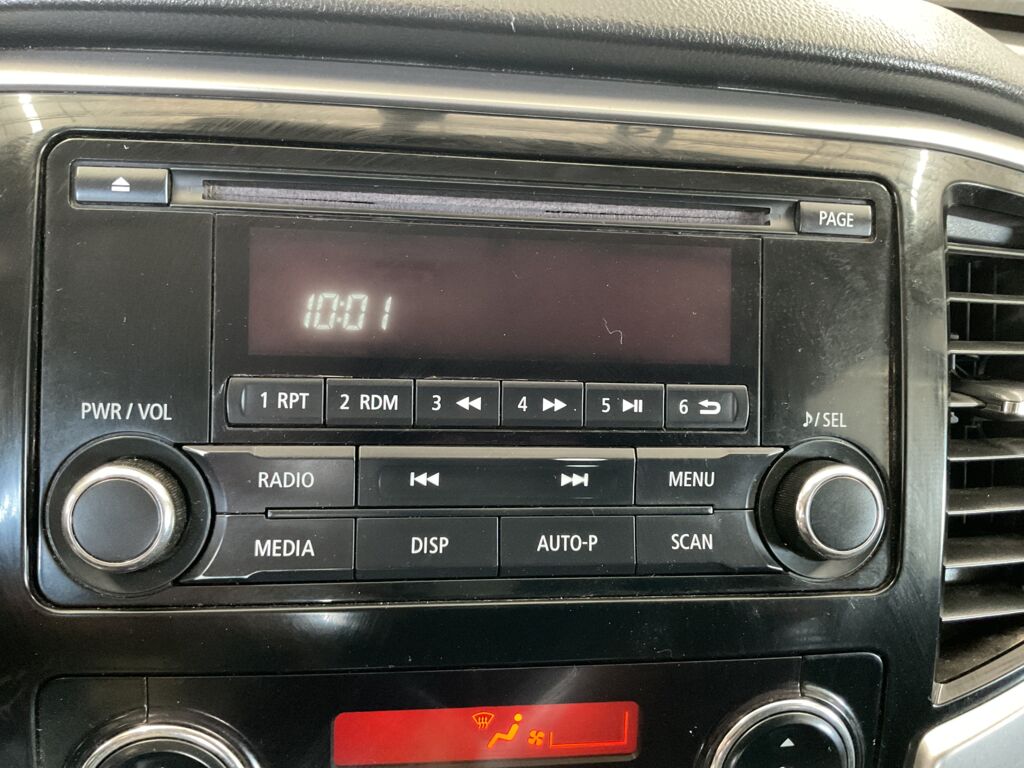 PAGE
10:01
1 RPT 2 RDM 3 4 5 6
PWR / VOL
/ SEL
RADIO MENU
MEDIA DISP AUTO-P SCAN